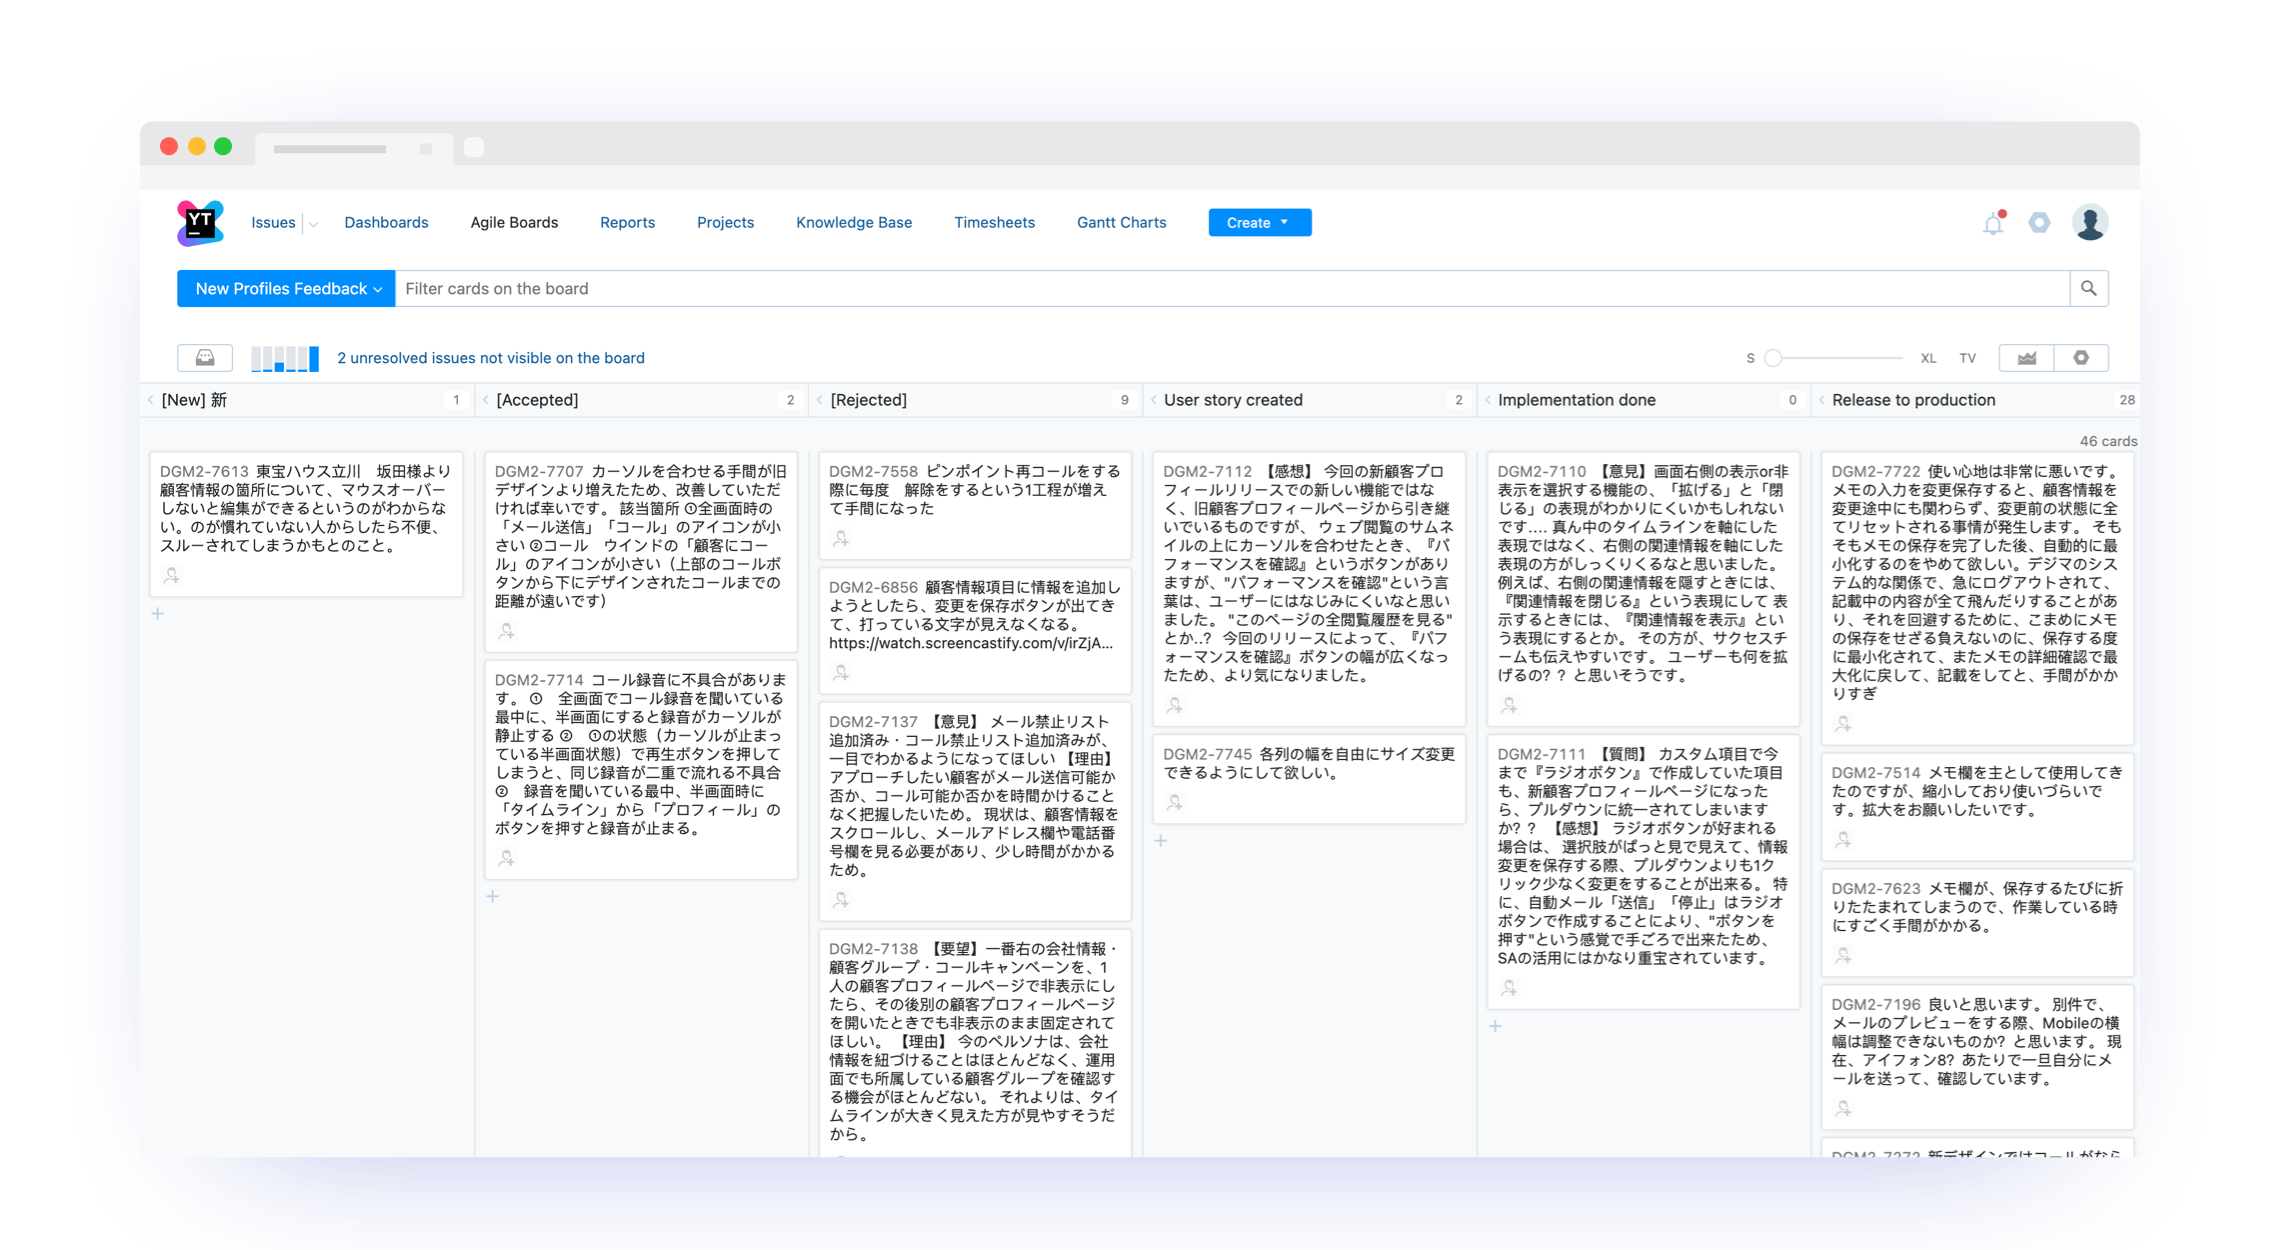 YT
Issues
Dashboards
Agile Boards
Reports
Projects
Knowledge Base
Timesheets
Gantt Charts
Create
New Profiles Feedback
Filter cards on the board
2 unresolved issues not visible on the board
S
XL
TV
[New] 新
1
[Accepted]
2
[Rejected]
9
User story created
2
Implementation done
0
Release to production
28
46 cards
DGM2-7613 東宝ハウス立川　坂田様より
顧客情報の箇所について、マウスオーバー
しないと編集ができるというのがわからな
い。のが慣れていない人からしたら不便、
スルーされてしまうかもとのこと。
DGM2-7707 カーソルを合わせる手間が旧
デザインより増えたため、改善していただ
ければ幸いです。 該当箇所 ①全画面時の
「メール送信」「コール」のアイコンが小
さい ②コール　ウインドの「顧客にコー
ル」のアイコンが小さい（上部のコールボ
タンから下にデザインされたコールまでの
距離が遠いです）
DGM2-7714 コール録音に不具合がありま
す。 ①　全画面でコール録音を聞いている
最中に、半画面にすると録音がカーソルが
静止する ②　①の状態（カーソルが止まっ
ている半画面状態）で再生ボタンを押して
しまうと、同じ録音が二重で流れる不具合
②　録音を聞いている最中、半画面時に
「タイムライン」から「プロフィール」の
ボタンを押すと録音が止まる。
DGM2-7558 ピンポイント再コールをする
際に毎度　解除をするという1工程が増え
て手間になった
DGM2-6856 顧客情報項目に情報を追加し
ようとしたら、変更を保存ボタンが出てき
て、打っている文字が見えなくなる。
https://watch.screencastify.com/v/irZjA...
DGM2-7137 【意見】 メール禁止リスト
追加済み・コール禁止リスト追加済みが、
一目でわかるようになってほしい 【理由】
アプローチしたい顧客がメール送信可能か
否か、コール可能か否かを時間かけること
なく把握したいため。 現状は、顧客情報を
スクロールし、メールアドレス欄や電話番
号欄を見る必要があり、少し時間がかかる
ため。
DGM2-7138 【要望】一番右の会社情報・
顧客グループ・コールキャンペーンを、1
人の顧客プロフィールページで非表示にし
たら、その後別の顧客プロフィールページ
を開いたときでも非表示のまま固定されて
ほしい。 【理由】 今のペルソナは、会社
情報を紐づけることはほとんどなく、運用
面でも所属している顧客グループを確認す
る機会がほとんどない。 それよりは、タイ
ムラインが大きく見えた方が見やすそうだ
から。
DGM2-7112 【感想】 今回の新顧客プロ
フィールリリースでの新しい機能ではな
く、旧顧客プロフィールページから引き継
いでいるものですが、 ウェブ閲覧のサムネ
イルの上にカーソルを合わせたとき、『パ
フォーマンスを確認』というボタンがあり
ますが、"パフォーマンスを確認"という言
葉は、ユーザーにはなじみにくいなと思い
ました。 "このページの全閲覧履歴を見る"
とか..？ 今回のリリースによって、『パフ
ォーマンスを確認』ボタンの幅が広くなっ
たため、より気になりました。
DGM2-7745 各列の幅を自由にサイズ変更
できるようにして欲しい。
DGM2-7110 【意見】画面右側の表示or非
表示を選択する機能の、「拡げる」と「閉
じる」の表現がわかりにくいかもしれない
です.... 真ん中のタイムラインを軸にした
表現ではなく、右側の関連情報を軸にした
表現の方がしっくりくるなと思いました。
例えば、右側の関連情報を隠すときには、
『関連情報を閉じる』という表現にして 表
示するときには、『関連情報を表示』とい
う表現にするとか。 その方が、サクセスチ
ームも伝えやすいです。 ユーザーも何を拡
げるの？？ と思いそうです。
DGM2-7111 【質問】 カスタム項目で今
まで『ラジオボタン』で作成していた項目
も、新顧客プロフィールページになった
ら、プルダウンに統一されてしまいます
か？？ 【感想】 ラジオボタンが好まれる
場合は、 選択肢がぱっと見で見えて、情報
変更を保存する際、プルダウンよりも1ク
リック少なく変更をすることが出来る。 特
に、自動メール「送信」「停止」はラジオ
ボタンで作成することにより、"ボタンを
押す"という感覚で手ごろで出来たため、
SAの活用にはかなり重宝されています。
DGM2-7722 使い心地は非常に悪いです。
メモの入力を変更保存すると、顧客情報を
変更途中にも関わらず、変更前の状態に全
てリセットされる事情が発生します。 そも
そもメモの保存を完了した後、自動的に最
小化するのをやめて欲しい。デジマのシス
テム的な関係で、急にログアウトされて、
記載中の内容が全て飛んだりすることがあ
り、それを回避するために、こまめにメモ
の保存をせざる負えないのに、保存する度
に最小化されて、またメモの詳細確認で最
大化に戻して、記載をしてと、手間がかか
りすぎ
DGM2-7514 メモ欄を主として使用してき
たのですが、縮小しており使いづらいで
す。拡大をお願いしたいです。
DGM2-7623 メモ欄が、保存するたびに折
りたたまれてしまうので、作業している時
にすごく手間がかかる。
DGM2-7196 良いと思います。 別件で、
メールのプレビューをする際、Mobileの横
幅は調整できないものか？ と思います。 現
在、アイフォン8？ あたりで一旦自分にメ
ールを送って、確認しています。